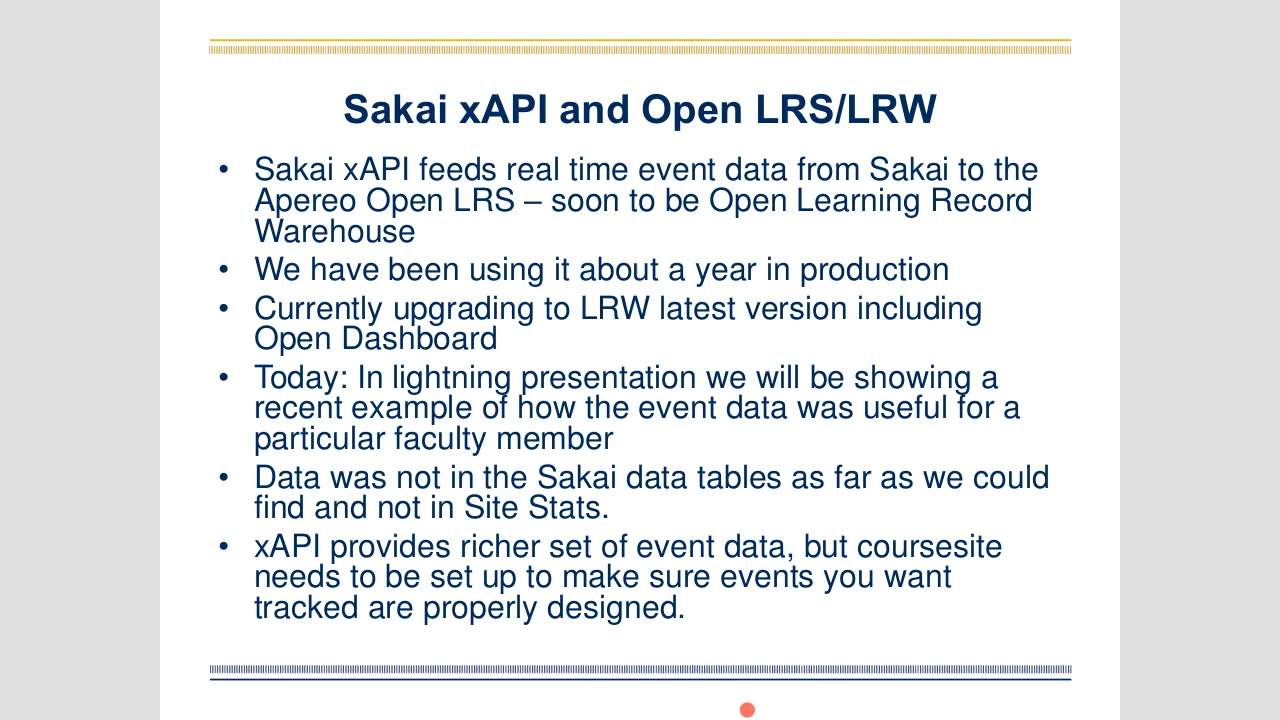 Sakai xAPI and Open LRS/LRW
• Sakai xAPI feeds real time event data from Sakai to the
Apereo Open LRS – soon to be Open Learning Record
Warehouse
• We have been using it about a year in production
• Currently upgrading to LRW latest version including
Open Dashboard
• Today: In lightning presentation we will be showing a
recent example of how the event data was useful for a
particular faculty member
• Data was not in the Sakai data tables as far as we could
find and not in Site Stats.
• xAPI provides richer set of event data, but coursesite
needs to be set up to make sure events you want
tracked are properly designed.